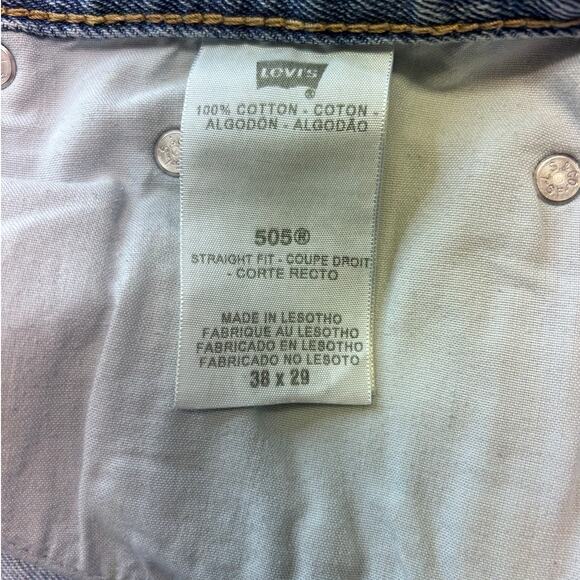 LEVI'S
®
100% COTTON - COTON -
ALGODÓN - ALGODÃO
505®
STRAIGHT FIT - COUPE DROIT
- CORTE RECTO
MADE IN LESOTHO
FABRIQUE AU LESOTHO
FABRICADO EN LESOTHO
FABRICADO NO LESOTO
38 x 29